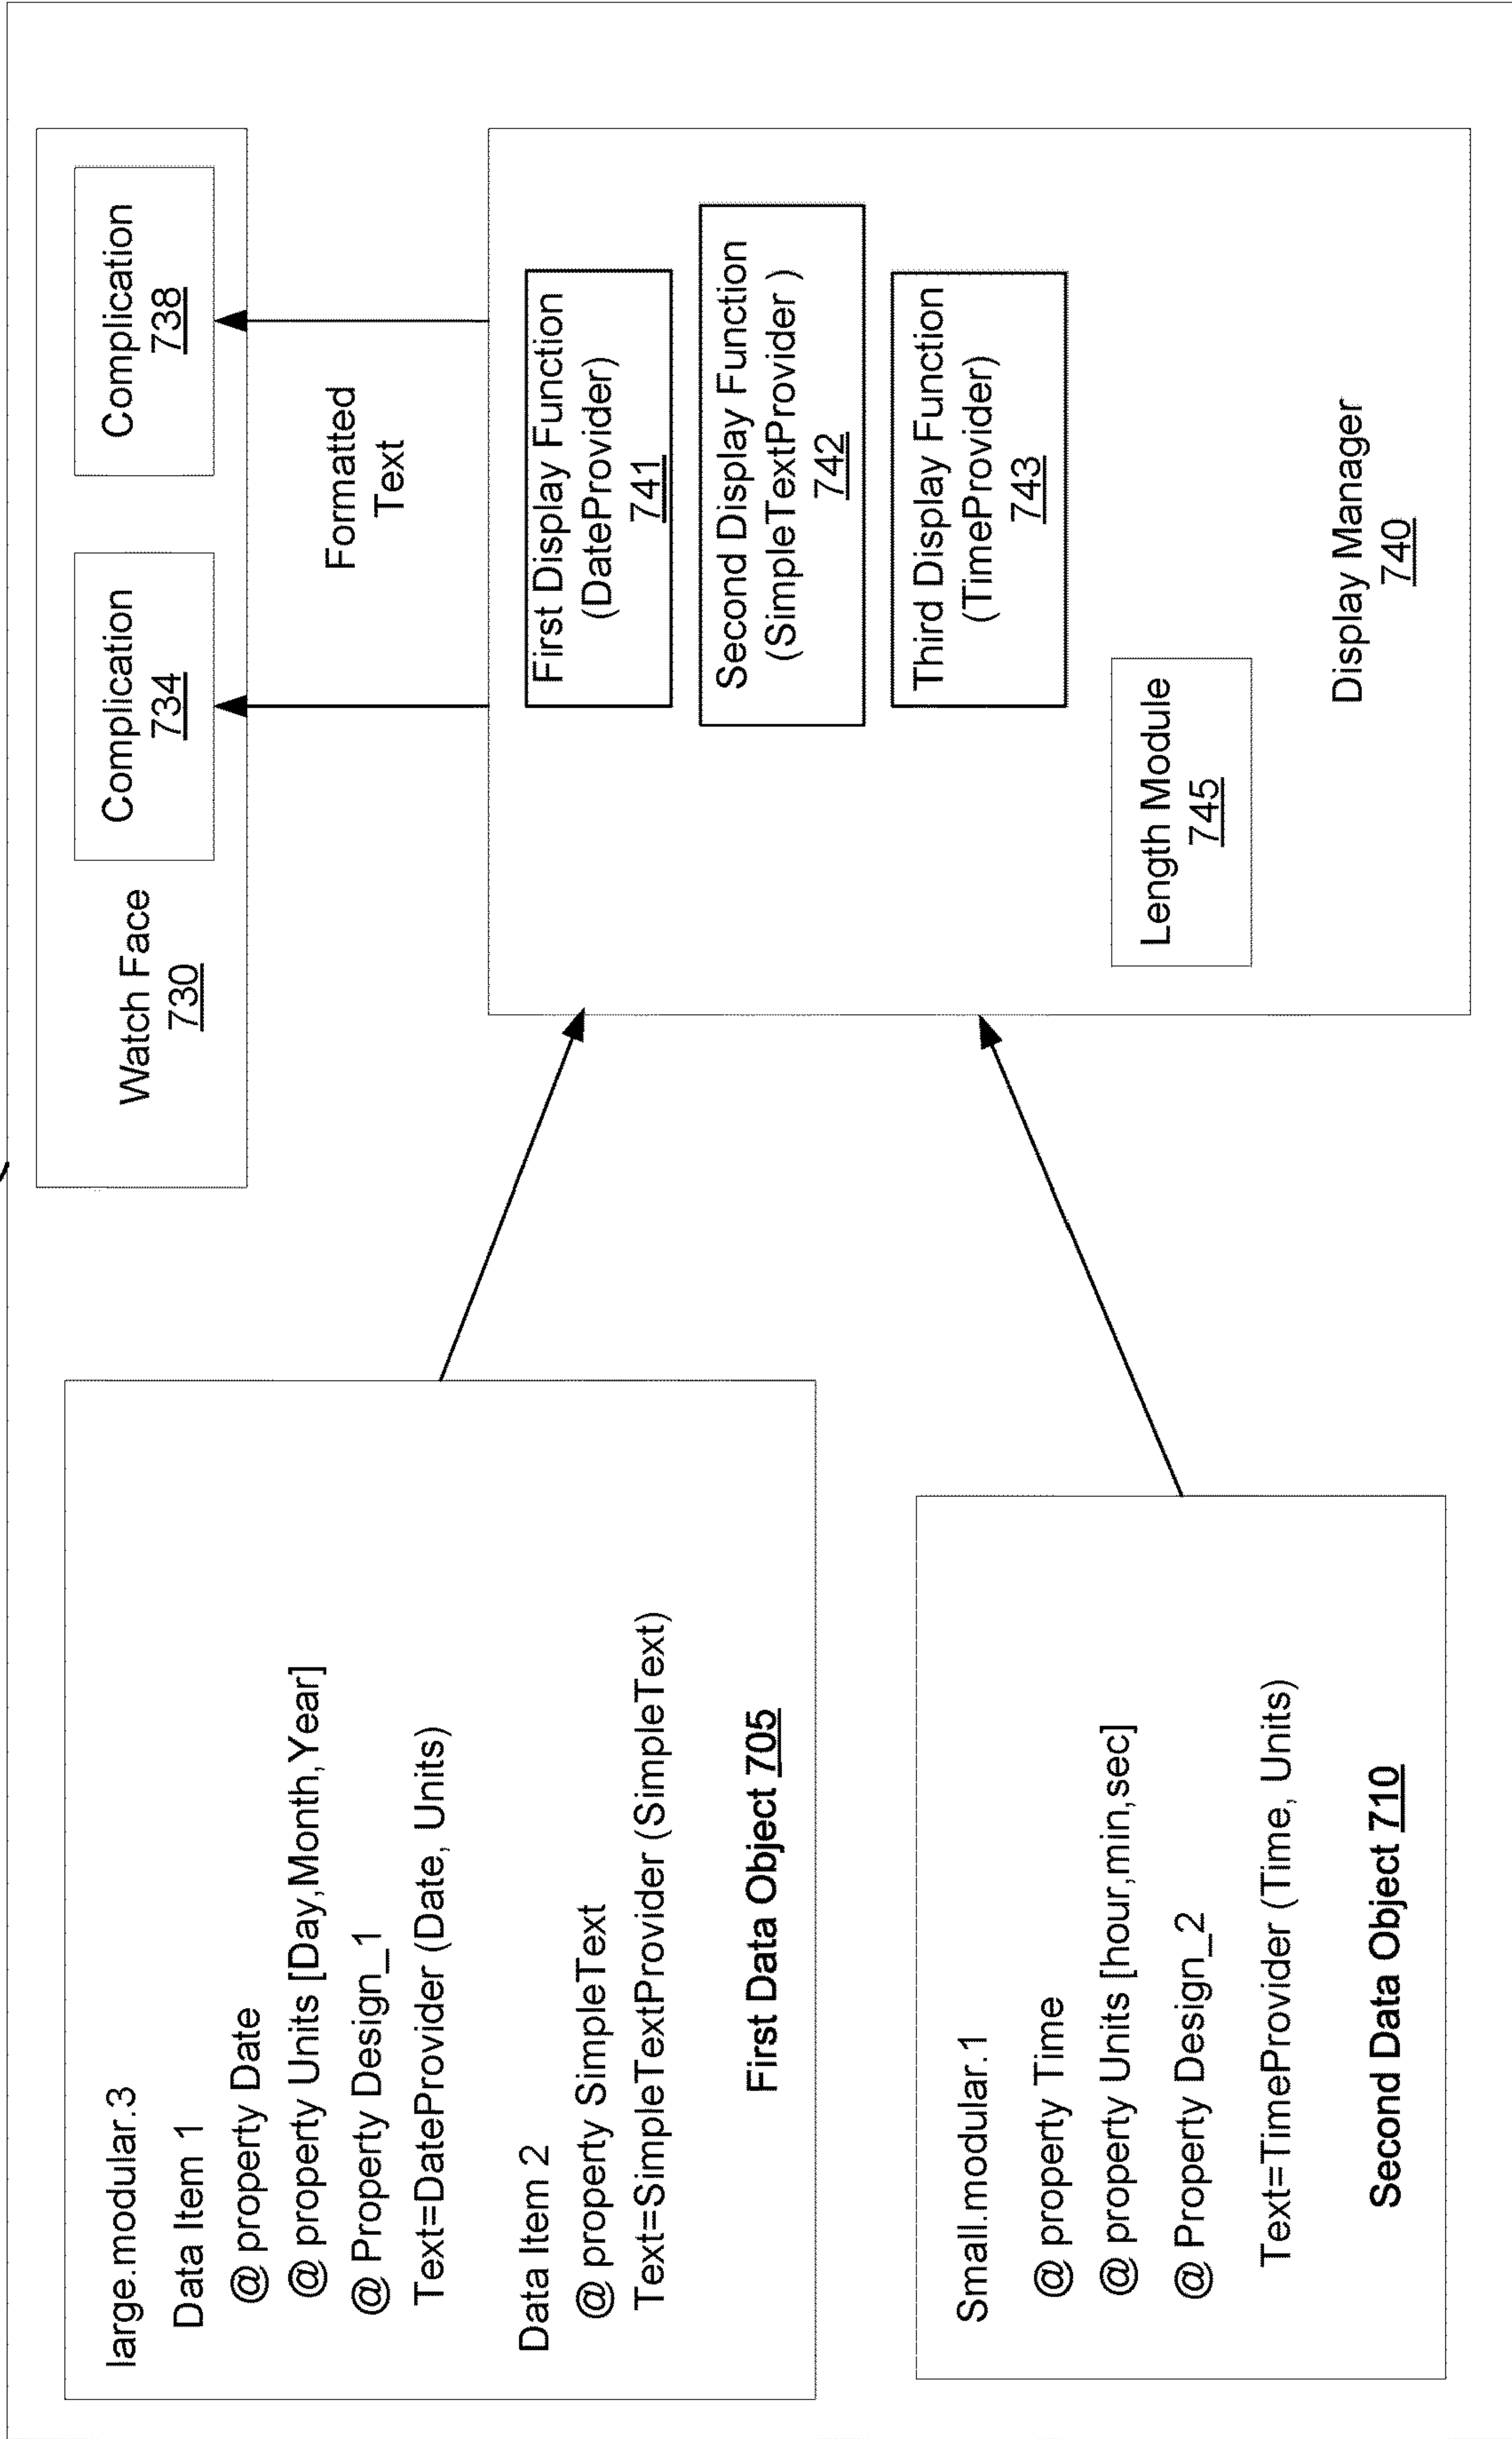 large.modular.3
Data Item 1
@ property Date
@ property Units [Day,Month,Year]
@ Property Design_1
Text=DateProvider (Date, Units)
Data Item 2
@ property SimpleText
Text=SimpleTextProvider (SimpleText)
First Data Object 705
Small.modular.1
@ property Time
@ property Units [hour,min,sec]
@ Property Design_2
Text=TimeProvider (Time, Units)
Second Data Object 710
Watch Face
730
Complication
734
Complication
738
Formatted
Text
First Display Function
(DateProvider)
741
Second Display Function
(SimpleTextProvider )
742
Third Display Function
(TimeProvider)
743
Length Module
745
Display Manager
740